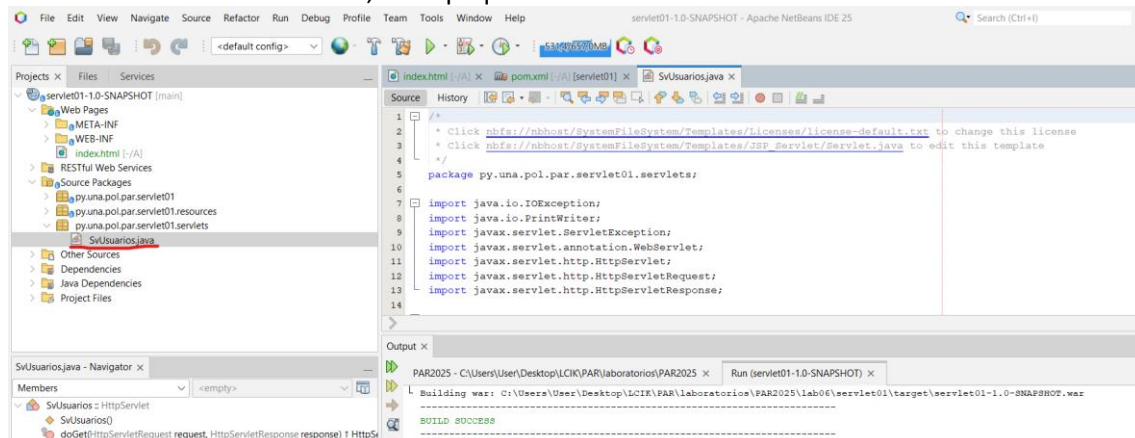 File Edit View Navigate Source Refactor Run Debug Profile Team Tools Window Help servlet01-1.0-SNAPSHOT - Apache NetBeans IDE 25 Search (Ctrl+I)
<default config>
Projects Files Services
servlet01-1.0-SNAPSHOT [main]
Web Pages
META-INF
WEB-INF
index.html [-/A]
RESTful Web Services
Source Packages
py.una.pol.par.servlet01
py.una.pol.par.servlet01.resources
py.una.pol.par.servlet01.servlets
SvUsuarios.java
Other Sources
Dependencies
Java Dependencies
Project Files
index.html [-/A] pom.xml [-/A] [servlet01] SvUsuarios.java
Source History
1 /*
2 * Click nbfs://nbhost/SystemFileSystem/Templates/Licenses/license-default.txt to change this license
3 * Click nbfs://nbhost/SystemFileSystem/Templates/JSP_Servlet/Servlet.java to edit this template
4 */
5 package py.una.pol.par.servlet01.servlets;
6
7 import java.io.IOException;
8 import java.io.PrintWriter;
9 import javax.servlet.ServletException;
10 import javax.servlet.annotation.WebServlet;
11 import javax.servlet.http.HttpServlet;
12 import javax.servlet.http.HttpServletRequest;
13 import javax.servlet.http.HttpServletResponse;
14
SvUsuarios.java - Navigator
Members <empty>
SvUsuarios :: HttpServlet
SvUsuarios()
doGet(HttpServletRequest request, HttpServletResponse response) ↑ HttpSe
Output
PAR2025 - C:\Users\User\Desktop\LCIK\PAR\laboratorios\PAR2025 Run (servlet01-1.0-SNAPSHOT)
Building war: C:\Users\User\Desktop\LCIK\PAR\laboratorios\PAR2025\lab06\servlet01\target\servlet01-1.0-SNAPSHOT.war
------------------------------------------------------------------------
BUILD SUCCESS
------------------------------------------------------------------------